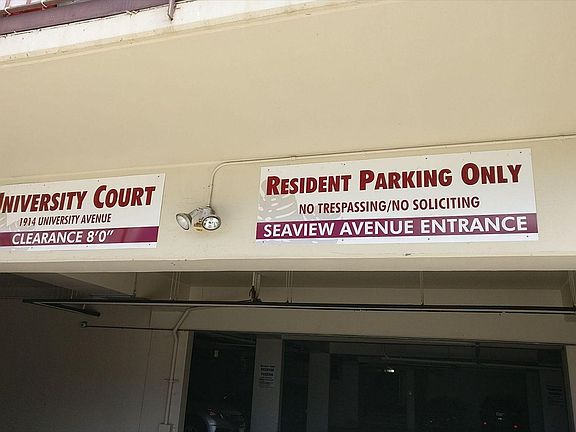 UNIVERSITY COURT
1914 UNIVERSITY AVENUE
CLEARANCE 8'0"
RESIDENT PARKING ONLY
NO TRESPASSING/NO SOLICITING
SEAVIEW AVENUE ENTRANCE